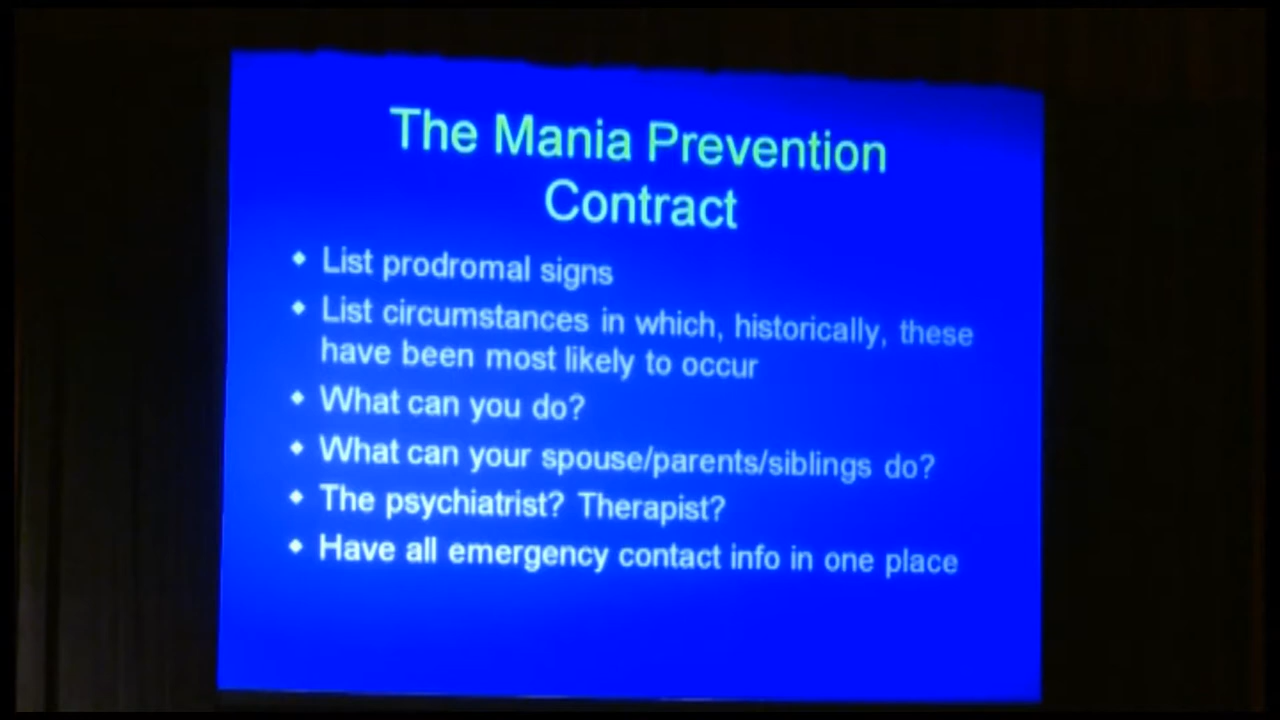 The Mania Prevention
Contract
◆ List prodromal signs
◆ List circumstances in which, historically, these
have been most likely to occur
◆ What can you do?
◆ What can your spouse/parents/siblings do?
◆ The psychiatrist? Therapist?
◆ Have all emergency contact info in one place